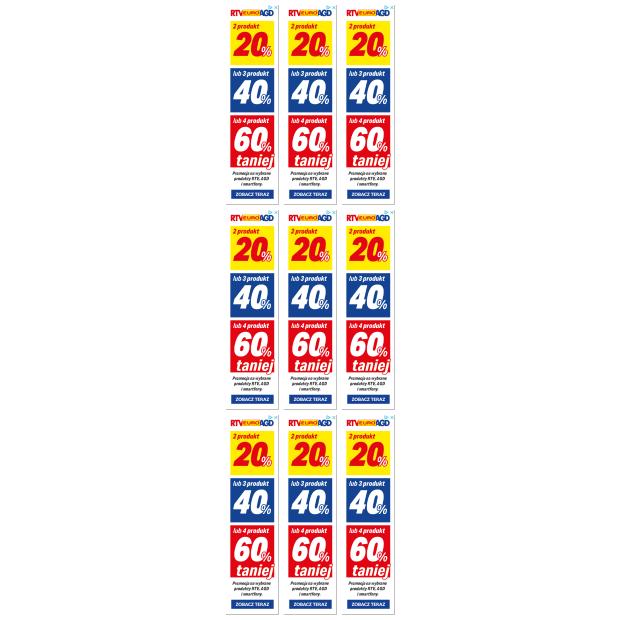 RTV EURO AGD
2 produkt
20%
lub 3 produkt
40%
lub 4 produkt
60%
taniej
Promocja na wybrane
produkty RTV, AGD
i smartfony.
ZOBACZ TERAZ
RTV EURO AGD
2 produkt
20%
lub 3 produkt
40%
lub 4 produkt
60%
taniej
Promocja na wybrane
produkty RTV, AGD
i smartfony.
ZOBACZ TERAZ
RTV EURO AGD
2 produkt
20%
lub 3 produkt
40%
lub 4 produkt
60%
taniej
Promocja na wybrane
produkty RTV, AGD
i smartfony.
ZOBACZ TERAZ
RTV EURO AGD
2 produkt
20%
lub 3 produkt
40%
lub 4 produkt
60%
taniej
Promocja na wybrane
produkty RTV, AGD
i smartfony.
ZOBACZ TERAZ
RTV EURO AGD
2 produkt
20%
lub 3 produkt
40%
lub 4 produkt
60%
taniej
Promocja na wybrane
produkty RTV, AGD
i smartfony.
ZOBACZ TERAZ
RTV EURO AGD
2 produkt
20%
lub 3 produkt
40%
lub 4 produkt
60%
taniej
Promocja na wybrane
produkty RTV, AGD
i smartfony.
ZOBACZ TERAZ
RTV EURO AGD
2 produkt
20%
lub 3 produkt
40%
lub 4 produkt
60%
taniej
Promocja na wybrane
produkty RTV, AGD
i smartfony.
ZOBACZ TERAZ
RTV EURO AGD
2 produkt
20%
lub 3 produkt
40%
lub 4 produkt
60%
taniej
Promocja na wybrane
produkty RTV, AGD
i smartfony.
ZOBACZ TERAZ
RTV EURO AGD
2 produkt
20%
lub 3 produkt
40%
lub 4 produkt
60%
taniej
Promocja na wybrane
produkty RTV, AGD
i smartfony.
ZOBACZ TERAZ